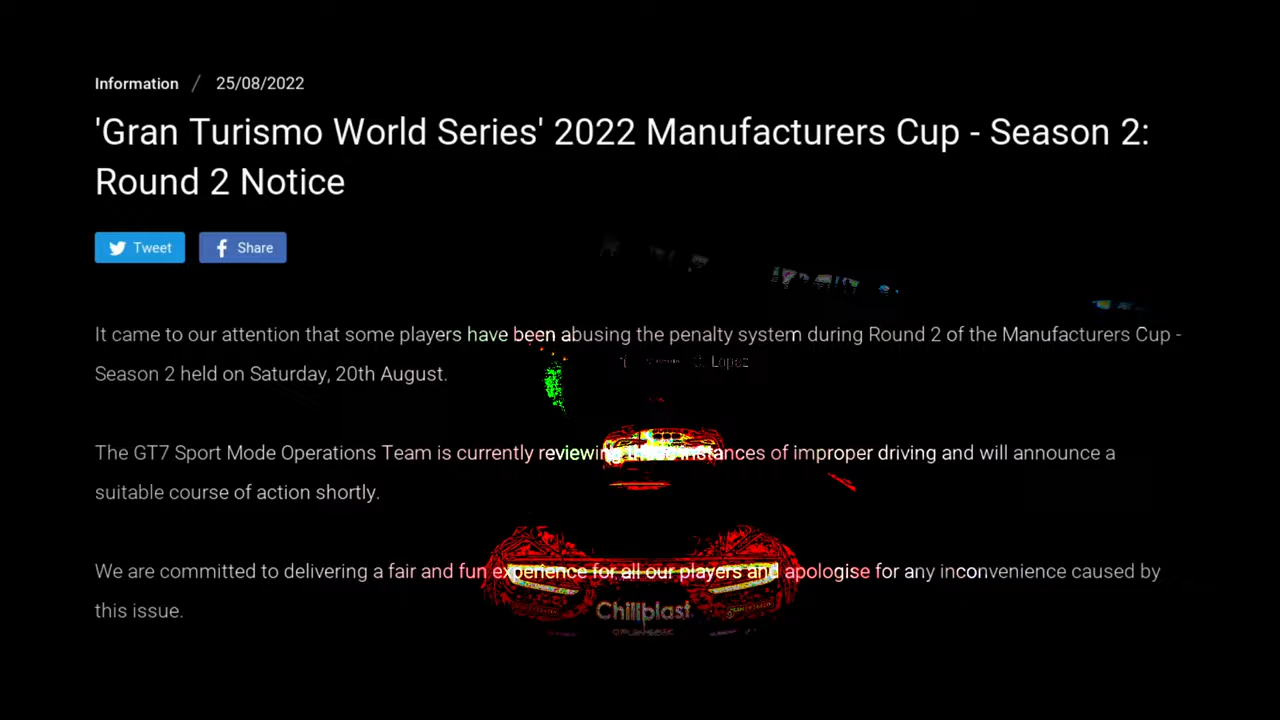 Information / 25/08/2022
'Gran Turismo World Series' 2022 Manufacturers Cup - Season 2:
Round 2 Notice
Tweet Share
It came to our attention that some players have been abusing the penalty system during Round 2 of the Manufacturers Cup -
Season 2 held on Saturday, 20th August.
Lopez
The GT7 Sport Mode Operations Team is currently reviewing these instances of improper driving and will announce a
suitable course of action shortly.
We are committed to delivering a fair and fun experience for all our players and apologise for any inconvenience caused by
this issue.
Chillblast